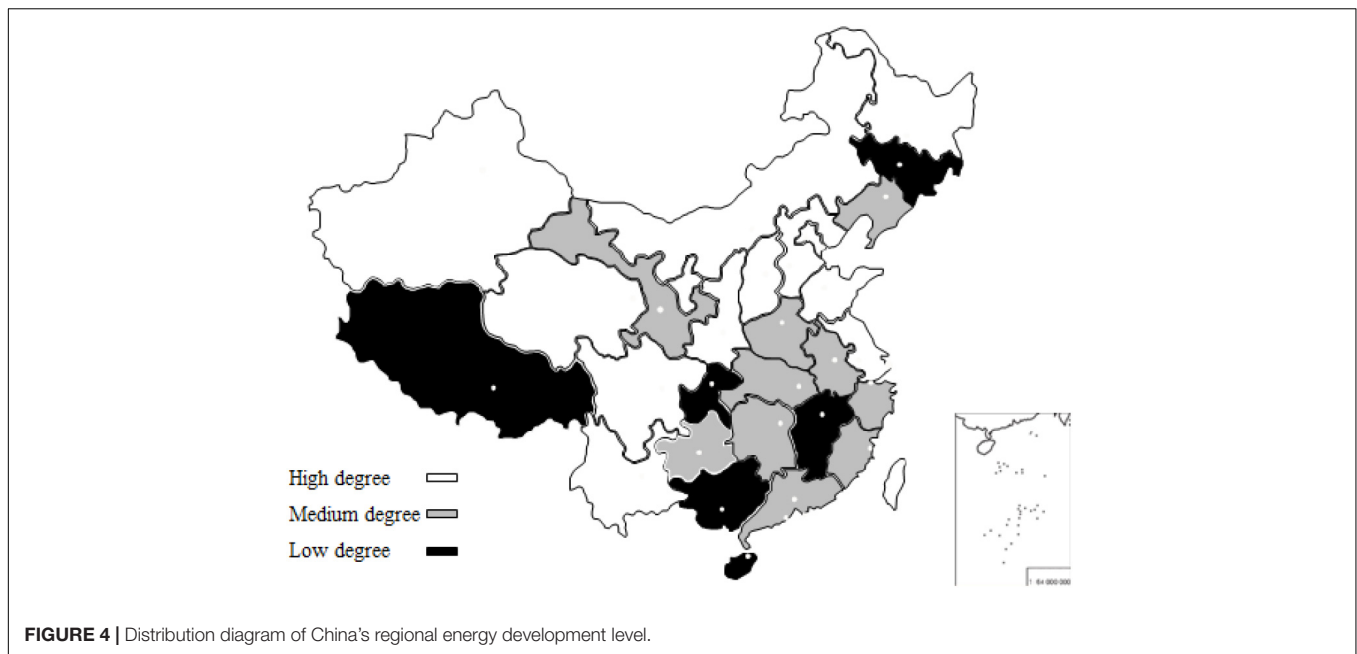 High degree
Medium degree
Low degree
FIGURE 4 | Distribution diagram of China's regional energy development level.